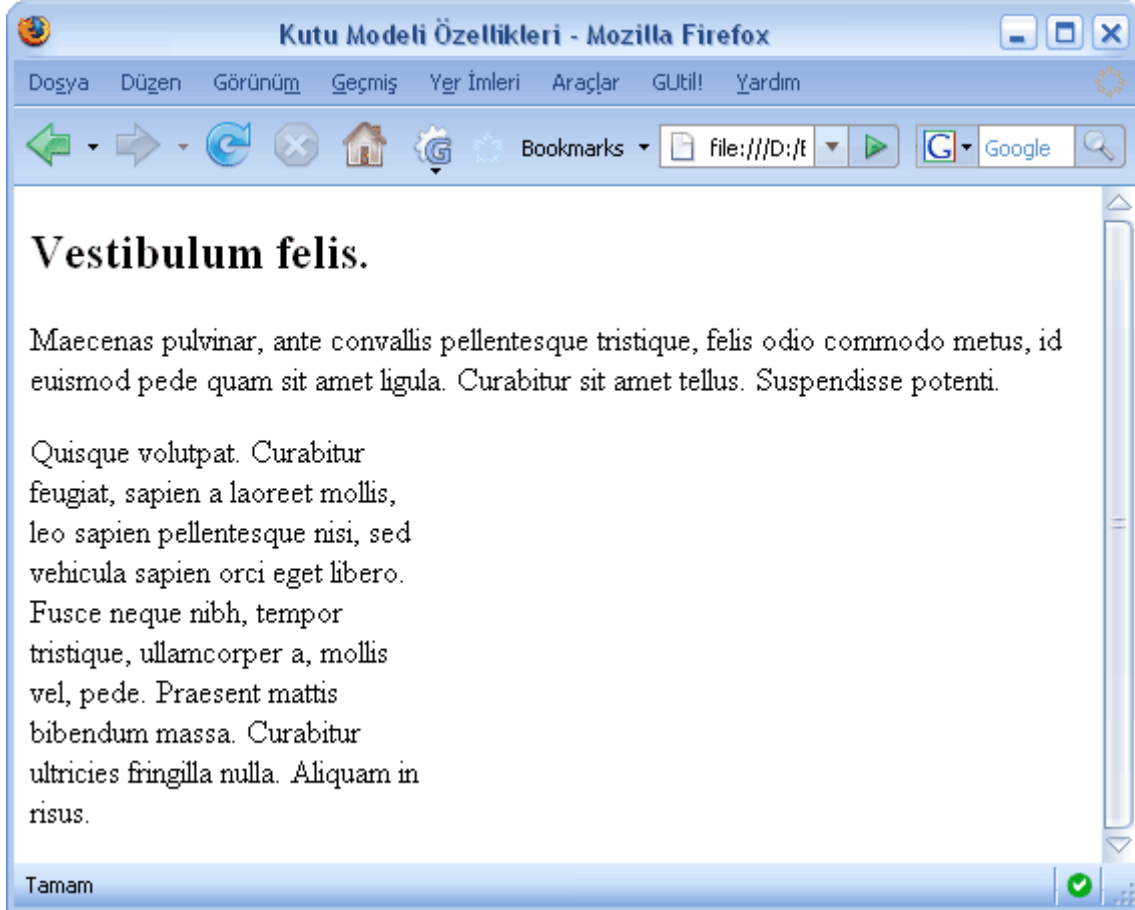 Kutu Modeli Özellikleri - Mozilla Firefox
Dosya Düzen Görünüm Geçmiş Yer İmleri Araçlar GUtil! Yardım
G Bookmarks file:///D:/E G Google
Vestibulum felis.
Maecenas pulvinar, ante convallis pellentesque tristique, felis odio commodo metus, id
euismod pede quam sit amet ligula. Curabitur sit amet tellus. Suspendisse potenti.
Quisque volutpat. Curabitur
feugiat, sapien a laoreet mollis,
leo sapien pellentesque nisi, sed
vehicula sapien orci eget libero.
Fusce neque nibh, tempor
tristique, ullamcorper a, mollis
vel, pede. Praesent mattis
bibendum massa. Curabitur
ultricies fringilla nulla. Aliquam in
risus.
Tamam